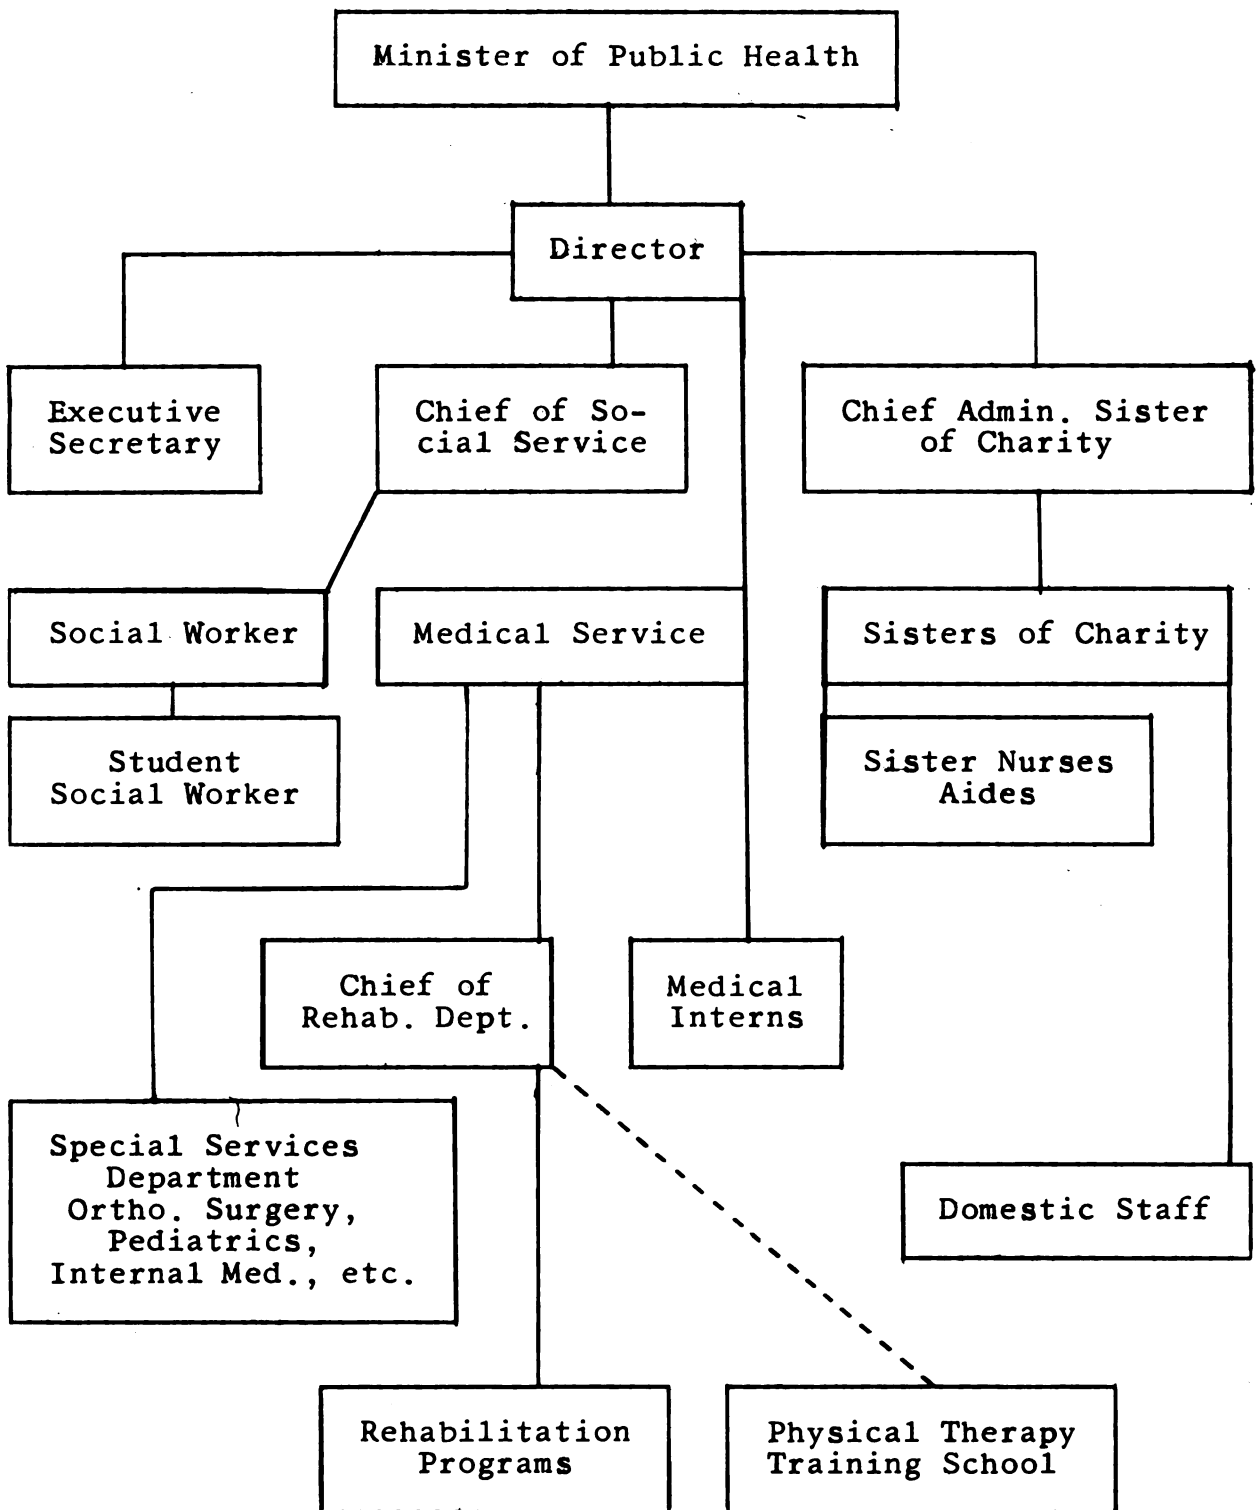 Minister of Public Health
Director
Executive
Secretary
Chief of So-
cial Service
Chief Admin. Sister
of Charity
Social Worker
Medical Service
Sisters of Charity
Student
Social Worker
Sister Nurses
Aides
Chief of
Rehab. Dept.
Medical
Interns
Special Services
Department
Ortho. Surgery,
Pediatrics,
Internal Med., etc.
Domestic Staff
Rehabilitation
Programs
Physical Therapy
Training School